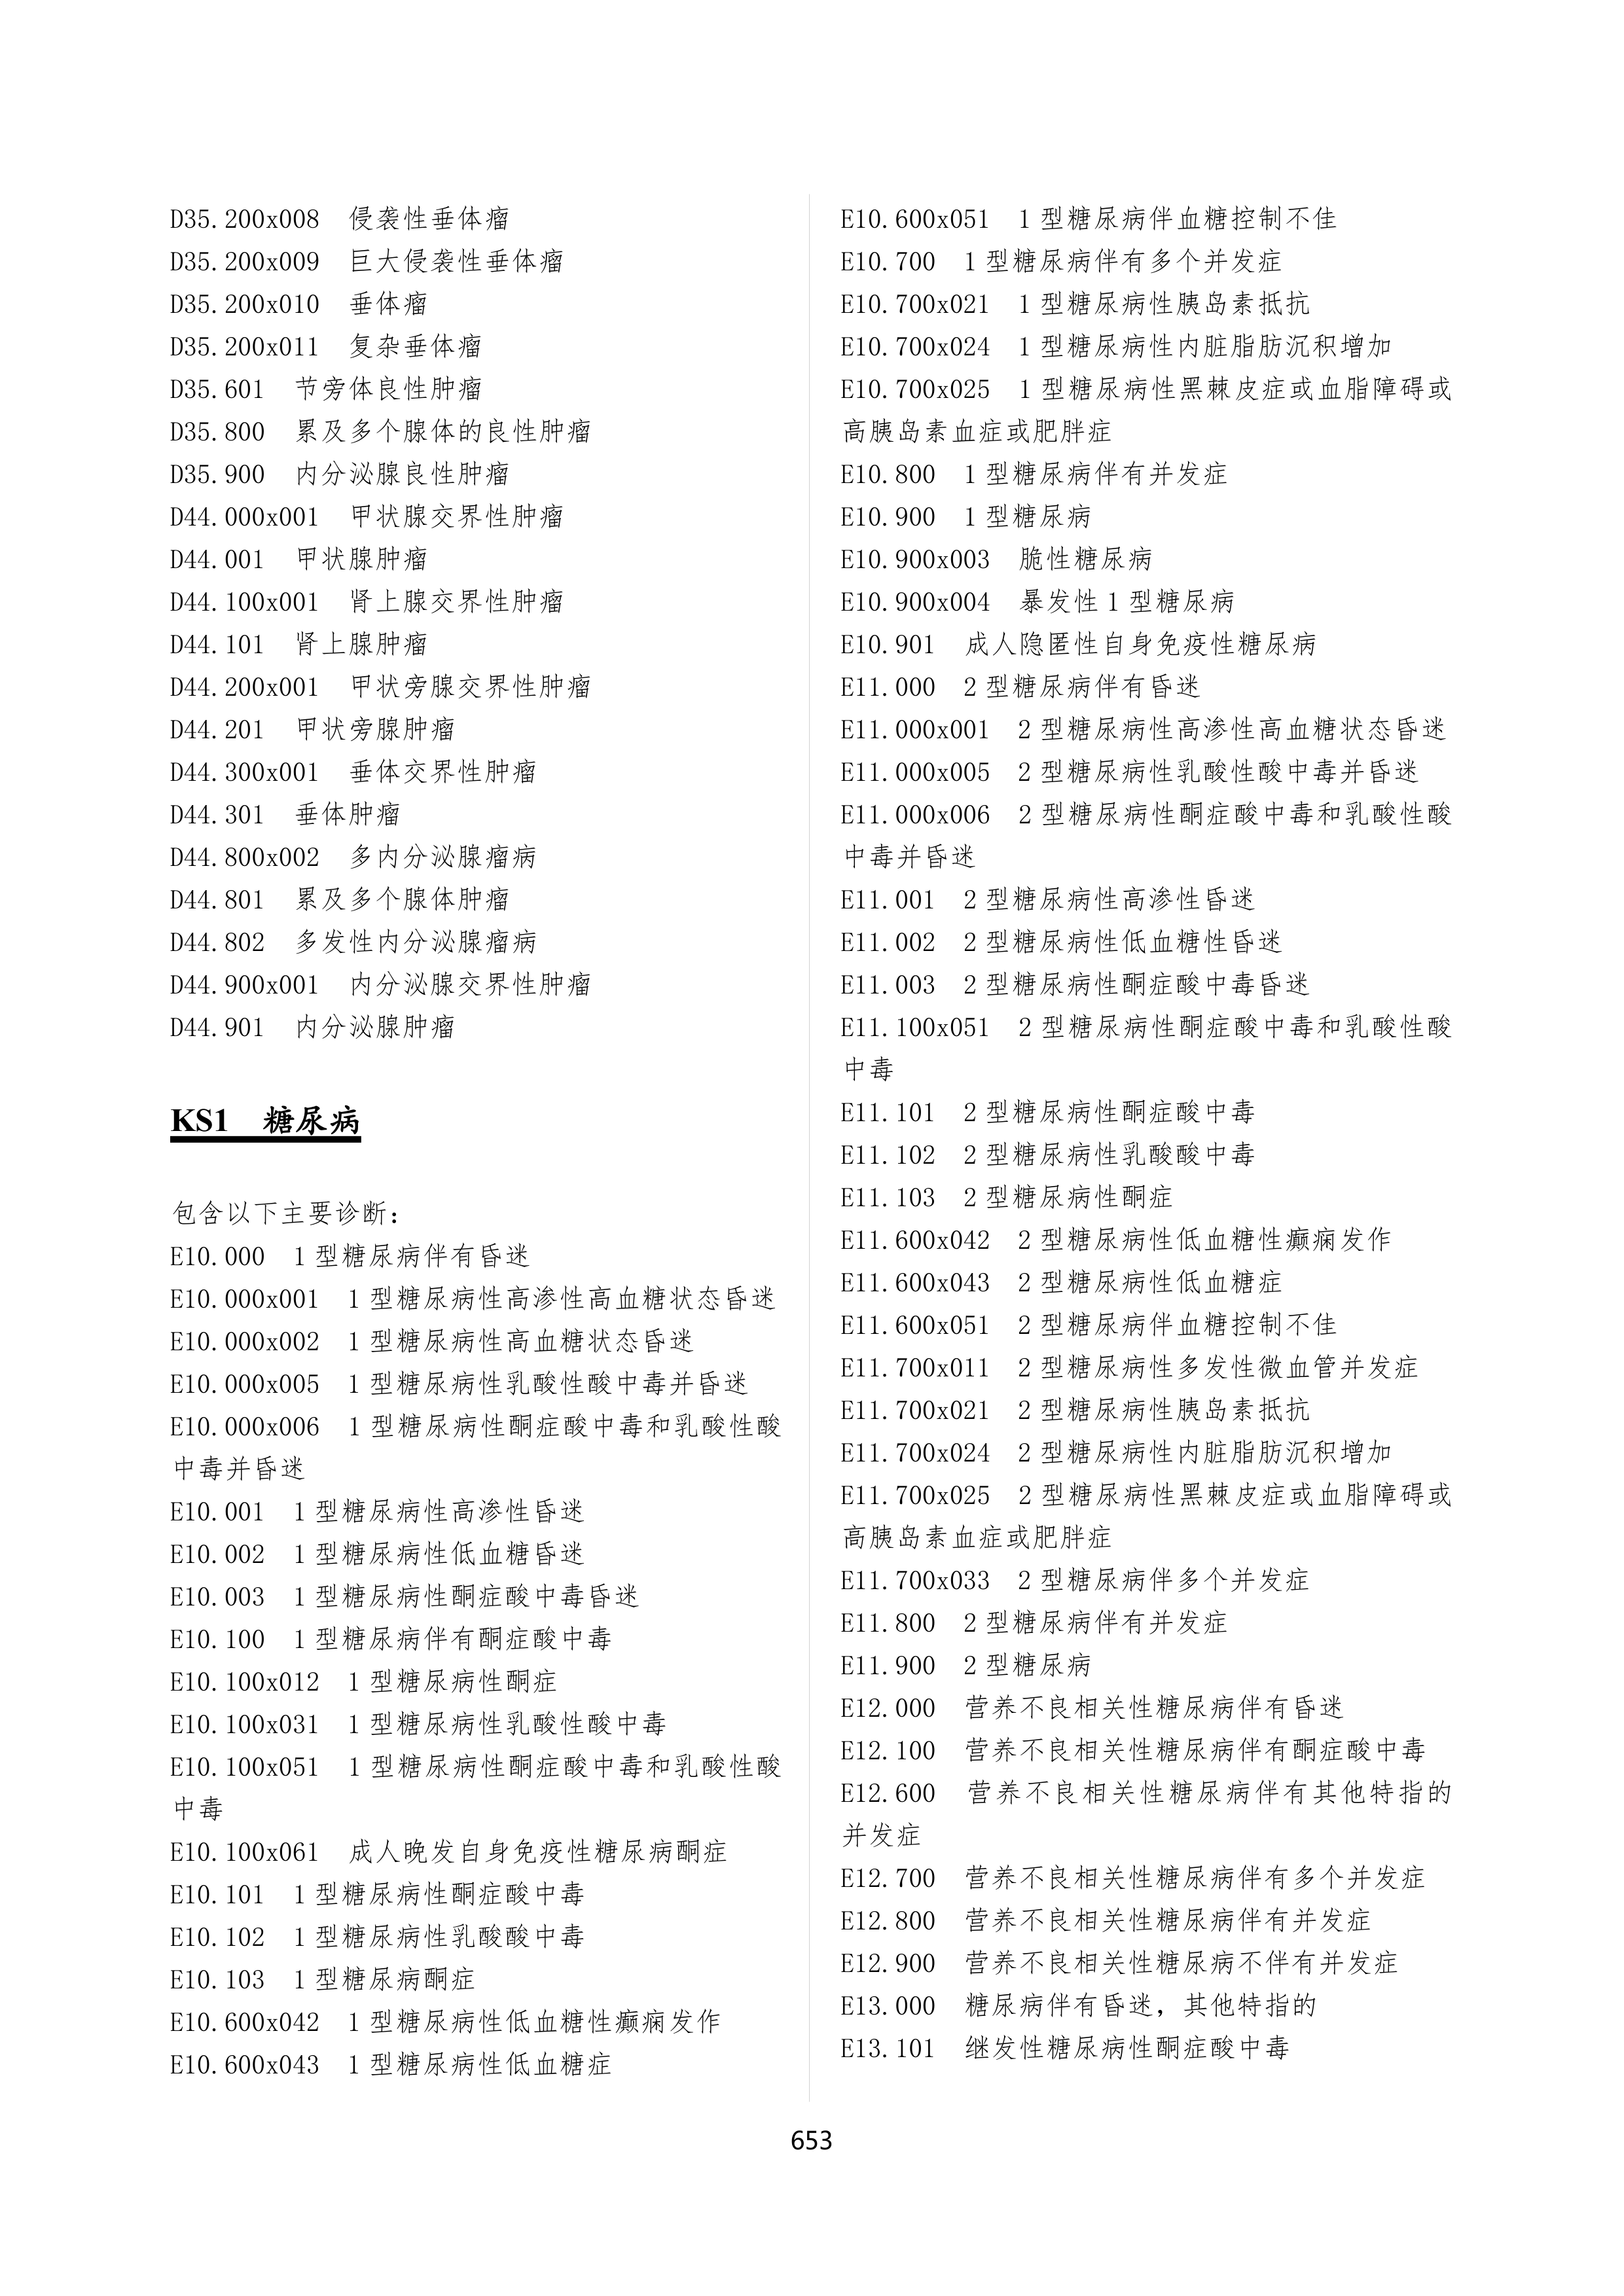 D35.200x008 侵袭性垂体瘤
D35.200x009 巨大侵袭性垂体瘤
D35.200x010 垂体瘤
D35.200x011 复杂垂体瘤
D35.601 节旁体良性肿瘤
D35.800 累及多个腺体的良性肿瘤
D35.900 内分泌腺良性肿瘤
D44.000x001 甲状腺交界性肿瘤
D44.001 甲状腺肿瘤
D44.100x001 肾上腺交界性肿瘤
D44.101 肾上腺肿瘤
D44.200x001 甲状旁腺交界性肿瘤
D44.201 甲状旁腺肿瘤
D44.300x001 垂体交界性肿瘤
D44.301 垂体肿瘤
D44.800x002 多内分泌腺瘤病
D44.801 累及多个腺体肿瘤
D44.802 多发性内分泌腺瘤病
D44.900x001 内分泌腺交界性肿瘤
D44.901 内分泌腺肿瘤
KS1 糖尿病
包含以下主要诊断：
E10.000 1型糖尿病伴有昏迷
E10.000x001 1型糖尿病性高渗性高血糖状态昏迷
E10.000x002 1型糖尿病性高血糖状态昏迷
E10.000x005 1型糖尿病性乳酸性酸中毒并昏迷
E10.000x006 1型糖尿病性酮症酸中毒和乳酸性酸
中毒并昏迷
E10.001 1型糖尿病性高渗性昏迷
E10.002 1型糖尿病性低血糖昏迷
E10.003 1型糖尿病性酮症酸中毒昏迷
E10.100 1型糖尿病伴有酮症酸中毒
E10.100x012 1型糖尿病性酮症
E10.100x031 1型糖尿病性乳酸性酸中毒
E10.100x051 1型糖尿病性酮症酸中毒和乳酸性酸
中毒
E10.100x061 成人晚发自身免疫性糖尿病酮症
E10.101 1型糖尿病性酮症酸中毒
E10.102 1型糖尿病性乳酸酸中毒
E10.103 1型糖尿病酮症
E10.600x042 1型糖尿病性低血糖性癫痫发作
E10.600x043 1型糖尿病性低血糖症
E10.600x051 1型糖尿病伴血糖控制不佳
E10.700 1型糖尿病伴有多个并发症
E10.700x021 1型糖尿病性胰岛素抵抗
E10.700x024 1型糖尿病性内脏脂肪沉积增加
E10.700x025 1型糖尿病性黑棘皮症或血脂障碍或
高胰岛素血症或肥胖症
E10.800 1型糖尿病伴有并发症
E10.900 1型糖尿病
E10.900x003 脆性糖尿病
E10.900x004 暴发性1型糖尿病
E10.901 成人隐匿性自身免疫性糖尿病
E11.000 2型糖尿病伴有昏迷
E11.000x001 2型糖尿病性高渗性高血糖状态昏迷
E11.000x005 2型糖尿病性乳酸性酸中毒并昏迷
E11.000x006 2型糖尿病性酮症酸中毒和乳酸性酸
中毒并昏迷
E11.001 2型糖尿病性高渗性昏迷
E11.002 2型糖尿病性低血糖性昏迷
E11.003 2型糖尿病性酮症酸中毒昏迷
E11.100x051 2型糖尿病性酮症酸中毒和乳酸性酸
中毒
E11.101 2型糖尿病性酮症酸中毒
E11.102 2型糖尿病性乳酸酸中毒
E11.103 2型糖尿病性酮症
E11.600x042 2型糖尿病性低血糖性癫痫发作
E11.600x043 2型糖尿病性低血糖症
E11.600x051 2型糖尿病伴血糖控制不佳
E11.700x011 2型糖尿病性多发性微血管并发症
E11.700x021 2型糖尿病性胰岛素抵抗
E11.700x024 2型糖尿病性内脏脂肪沉积增加
E11.700x025 2型糖尿病性黑棘皮症或血脂障碍或
高胰岛素血症或肥胖症
E11.700x033 2型糖尿病伴多个并发症
E11.800 2型糖尿病伴有并发症
E11.900 2型糖尿病
E12.000 营养不良相关性糖尿病伴有昏迷
E12.100 营养不良相关性糖尿病伴有酮症酸中毒
E12.600 营养不良相关性糖尿病伴有其他特指的
并发症
E12.700 营养不良相关性糖尿病伴有多个并发症
E12.800 营养不良相关性糖尿病伴有并发症
E12.900 营养不良相关性糖尿病不伴有并发症
E13.000 糖尿病伴有昏迷，其他特指的
E13.101 继发性糖尿病性酮症酸中毒
653